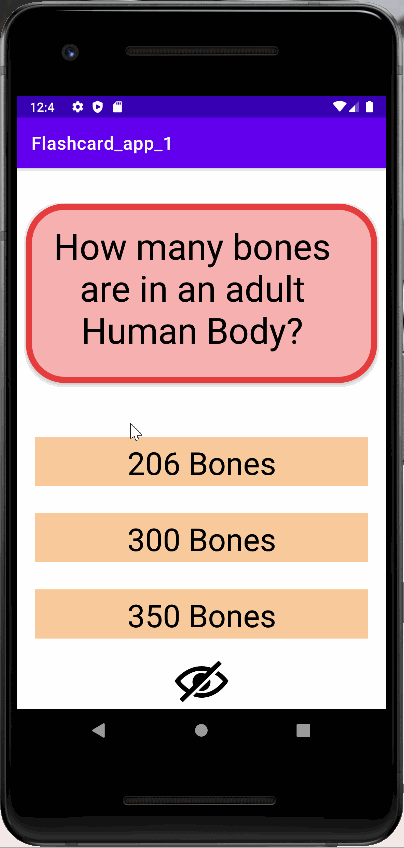 12:4
Flashcard_app_1
How many bones
are in an adult
Human Body?
206 Bones
300 Bones
350 Bones